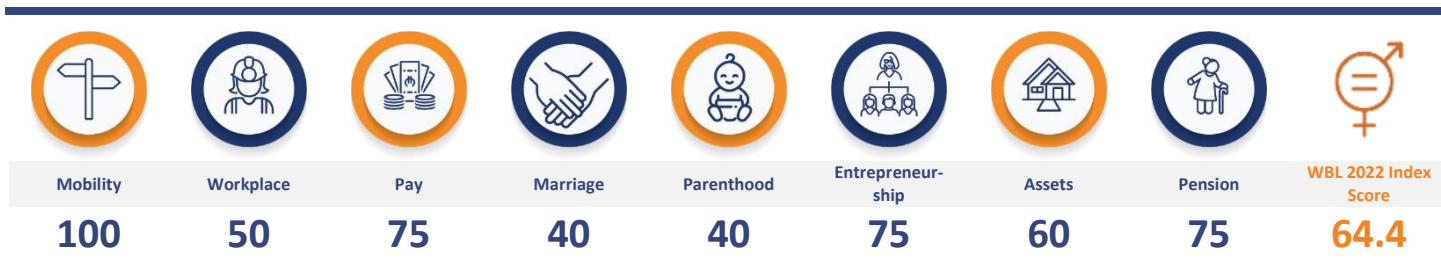 Mobility
Workplace
Pay
Marriage
Parenthood
Entrepreneur-
ship
Assets
Pension
WBL 2022 Index
Score
100
50
75
40
40
75
60
75
64.4